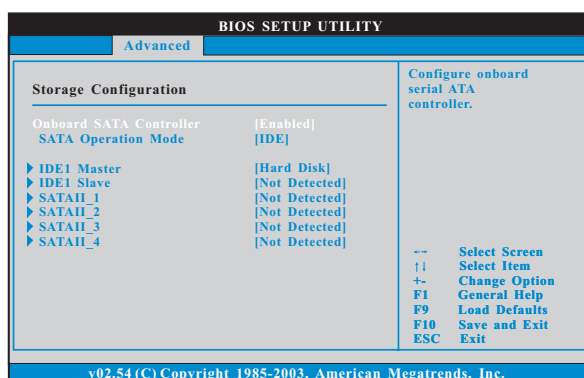 BIOS SETUP UTILITY
Advanced
Storage Configuration
Onboard SATA Controller [Enabled]
SATA Operation Mode [IDE]
IDE1 Master [Hard Disk]
IDE1 Slave [Not Detected]
SATAII_1 [Not Detected]
SATAII_2 [Not Detected]
SATAII_3 [Not Detected]
SATAII_4 [Not Detected]
Configure onboard
serial ATA
controller.
←→ Select Screen
↑↓ Select Item
+- Change Option
F1 General Help
F9 Load Defaults
F10 Save and Exit
ESC Exit
v02.54 (C) Copyright 1985-2003, American Megatrends, Inc.